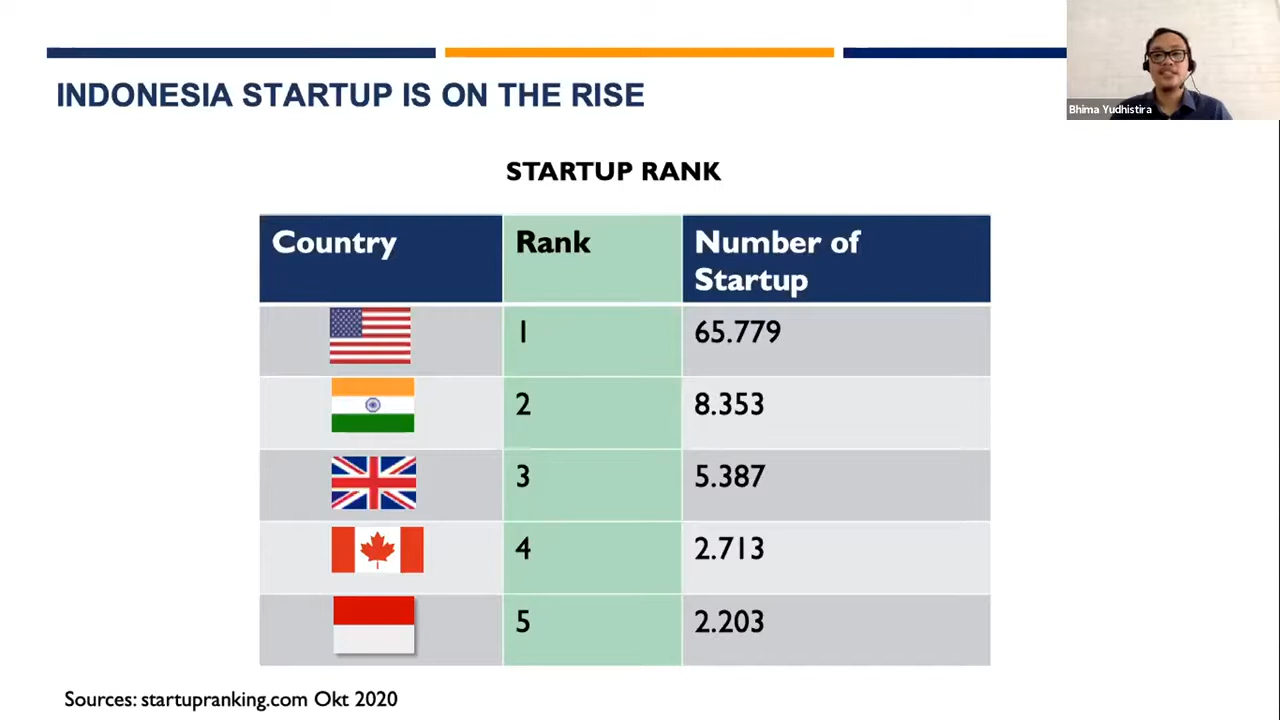 INDONESIA STARTUP IS ON THE RISE
Bhima Yudhistira
STARTUP RANK
Country Rank Number of
Startup
1 65.779
2 8.353
3 5.387
4 2.713
5 2.203
Sources: startupranking.com Okt 2020